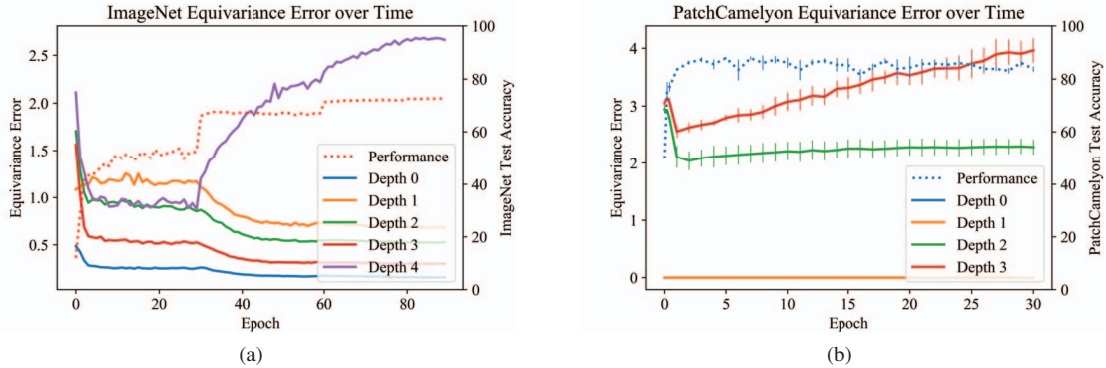 ImageNet Equivariance Error over Time
Equivariance Error
2.5
2.0
1.5
1.0
0.5
100
80
60
40
20
0
ImageNet Test Accuracy
Performance
Depth 0
Depth 1
Depth 2
Depth 3
Depth 4
0 20 40 60 80
Epoch
(a)
PatchCamelyon Equivariance Error over Time
Equivariance Error
4
3
2
1
0
100
80
60
40
20
0
PatchCamelyon Test Accuracy
Performance
Depth 0
Depth 1
Depth 2
Depth 3
0 5 10 15 20 25 30
Epoch
(b)